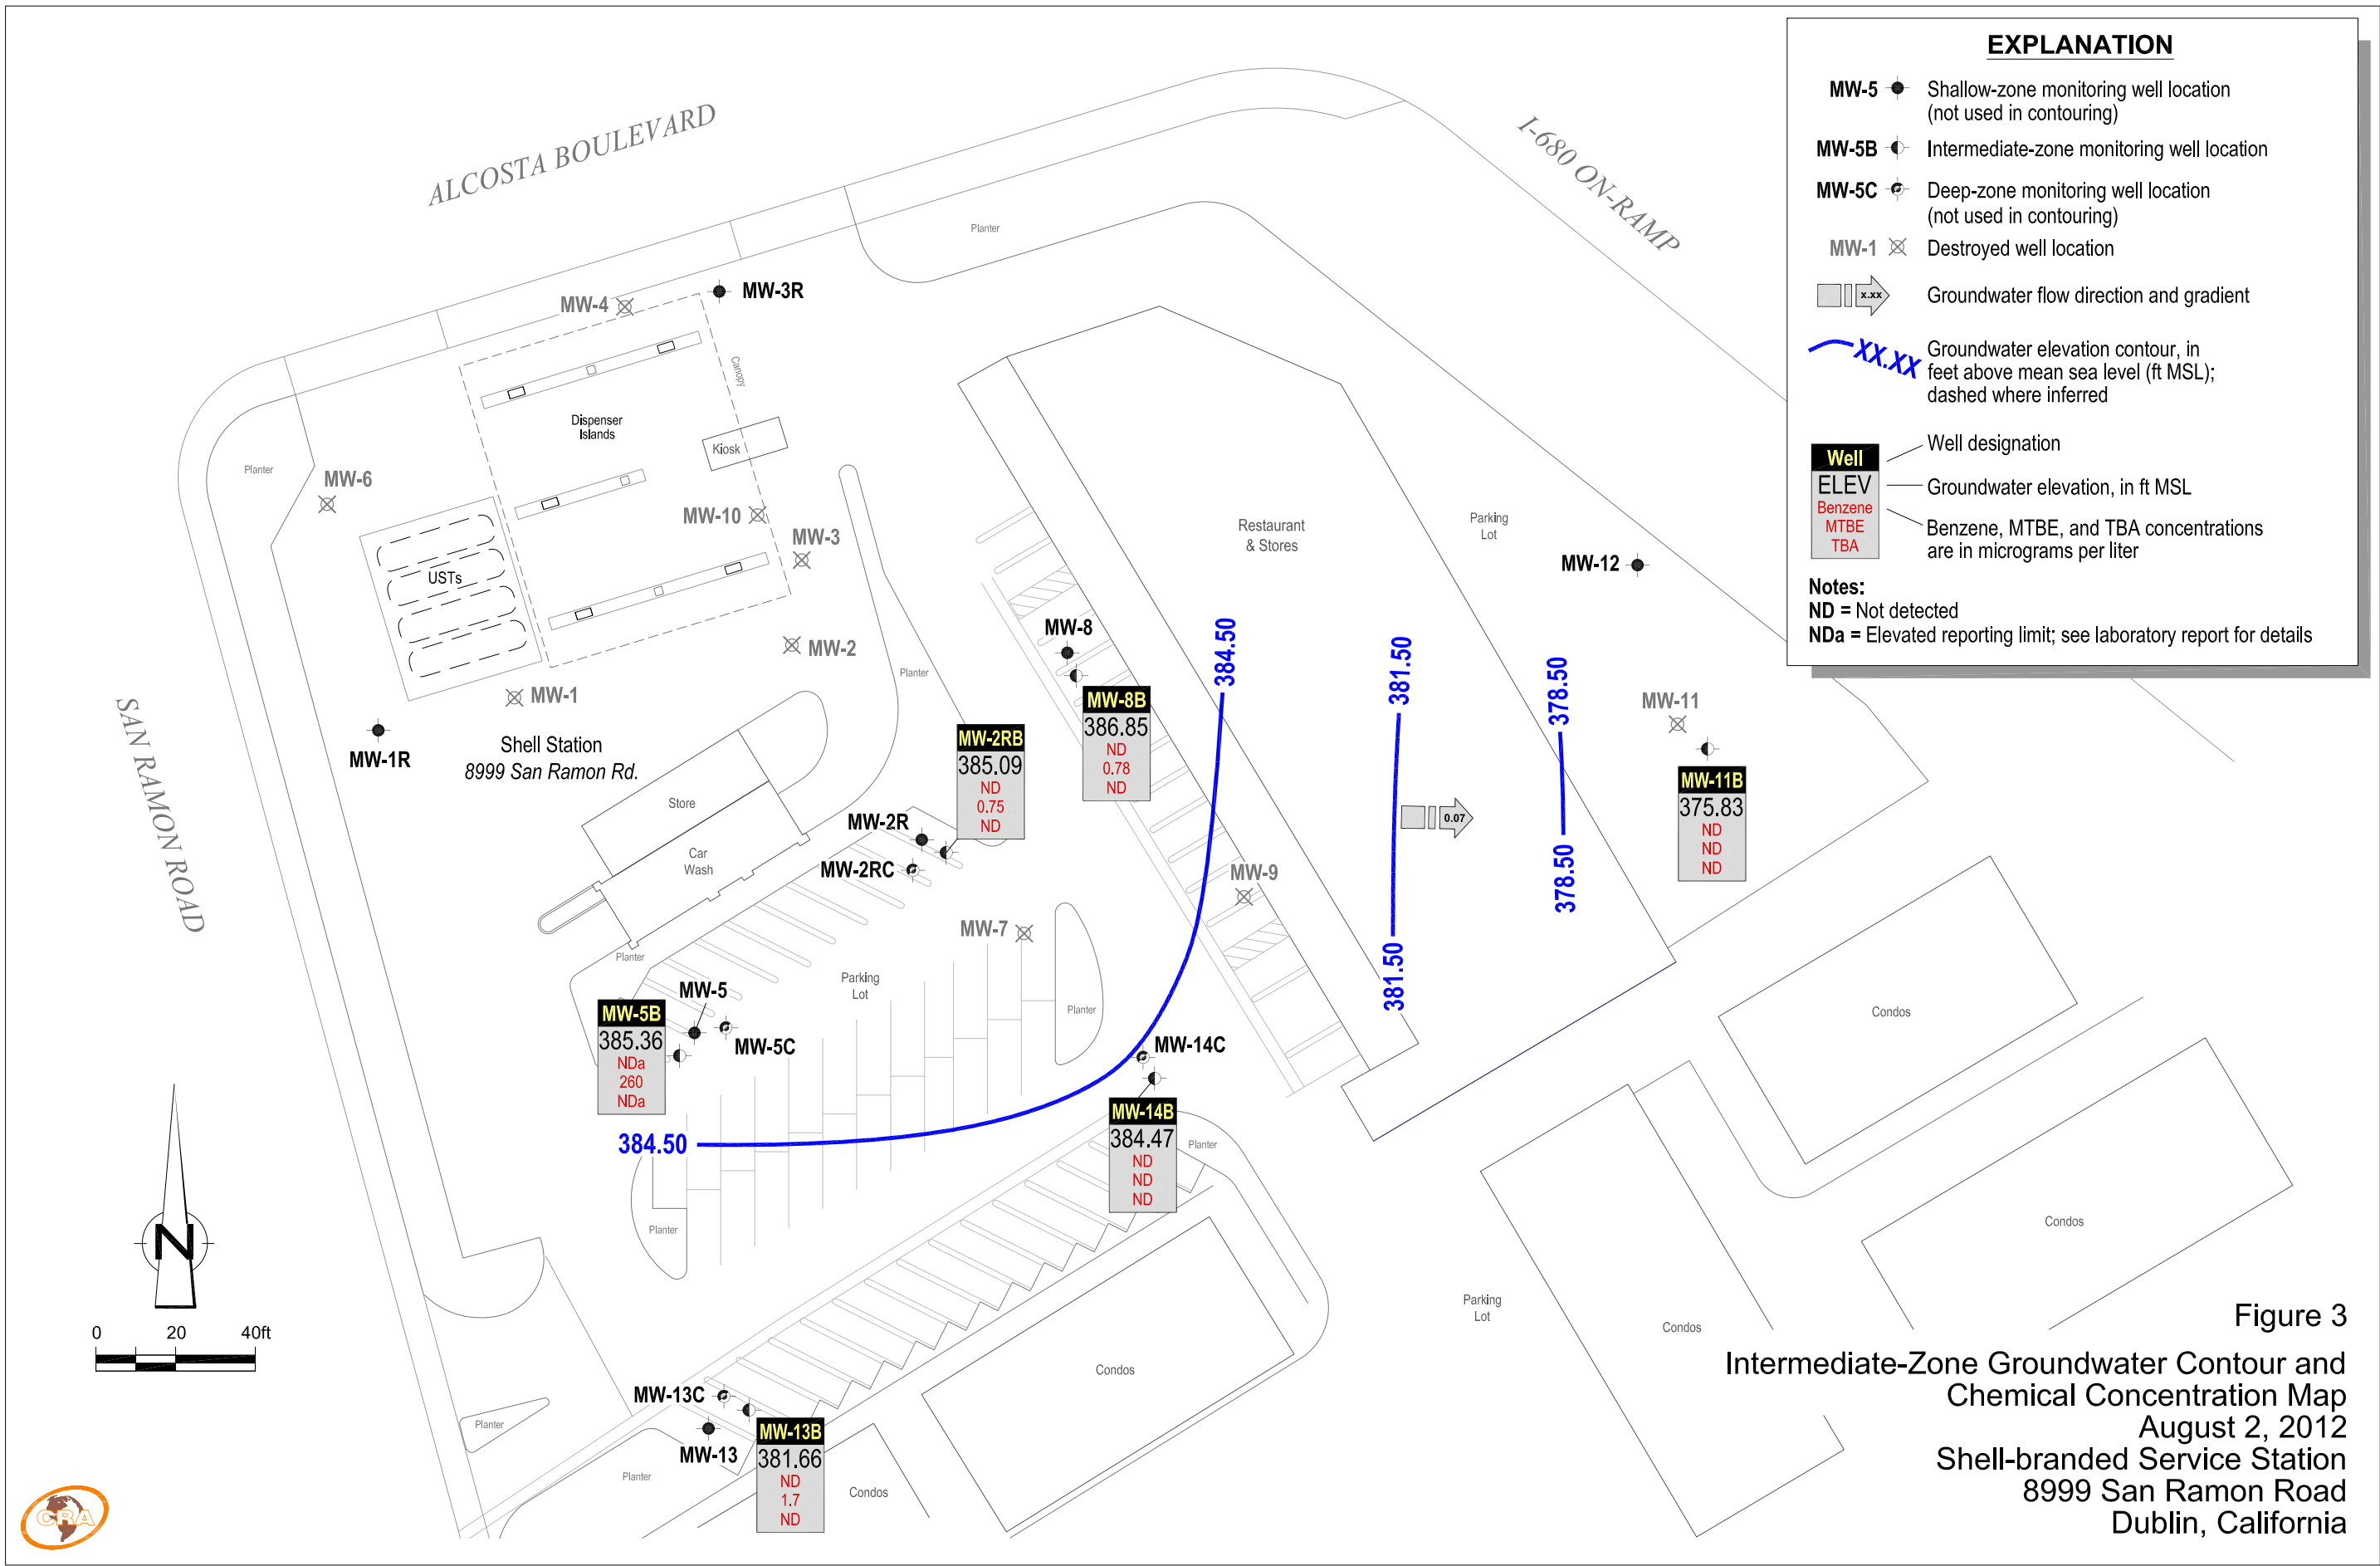 EXPLANATION
MW-5 Shallow-zone monitoring well location
(not used in contouring)
MW-5B Intermediate-zone monitoring well location
MW-5C Deep-zone monitoring well location
(not used in contouring)
MW-1 Destroyed well location
x.xx Groundwater flow direction and gradient
XX.XX Groundwater elevation contour, in
feet above mean sea level (ft MSL);
dashed where inferred
Well Well designation
ELEV Groundwater elevation, in ft MSL
Benzene
MTBE
TBA
Benzene, MTBE, and TBA concentrations
are in micrograms per liter
Notes:
ND = Not detected
NDa = Elevated reporting limit; see laboratory report for details
ALCOSTA BOULEVARD
I-680 ON-RAMP
SAN RAMON ROAD
Planter
MW-4
MW-3R
Canopy
Dispenser
Islands
Kiosk
Planter
MW-6
MW-10
MW-3
USTs
MW-2
MW-1
MW-1R
Shell Station
8999 San Ramon Rd.
Store
Car
Wash
Planter
Planter
Restaurant
& Stores
Parking
Lot
MW-12
MW-8
384.50
381.50
378.50
MW-11
MW-8B
386.85
ND
0.78
ND
MW-2RB
385.09
ND
0.75
ND
MW-11B
375.83
ND
ND
ND
MW-2R
MW-2RC
0.07
378.50
MW-9
MW-7
381.50
Parking
Lot
MW-5
MW-5B
385.36
NDa
260
NDa
MW-5C
Planter
MW-14C
MW-14B
384.47
ND
ND
ND
Planter
384.50
Planter
Condos
Condos
Parking
Lot
Condos
Condos
N
0 20 40ft
Planter
MW-13C
MW-13
MW-13B
381.66
ND
1.7
ND
Planter
Condos
CRA
Figure 3
Intermediate-Zone Groundwater Contour and
Chemical Concentration Map
August 2, 2012
Shell-branded Service Station
8999 San Ramon Road
Dublin, California